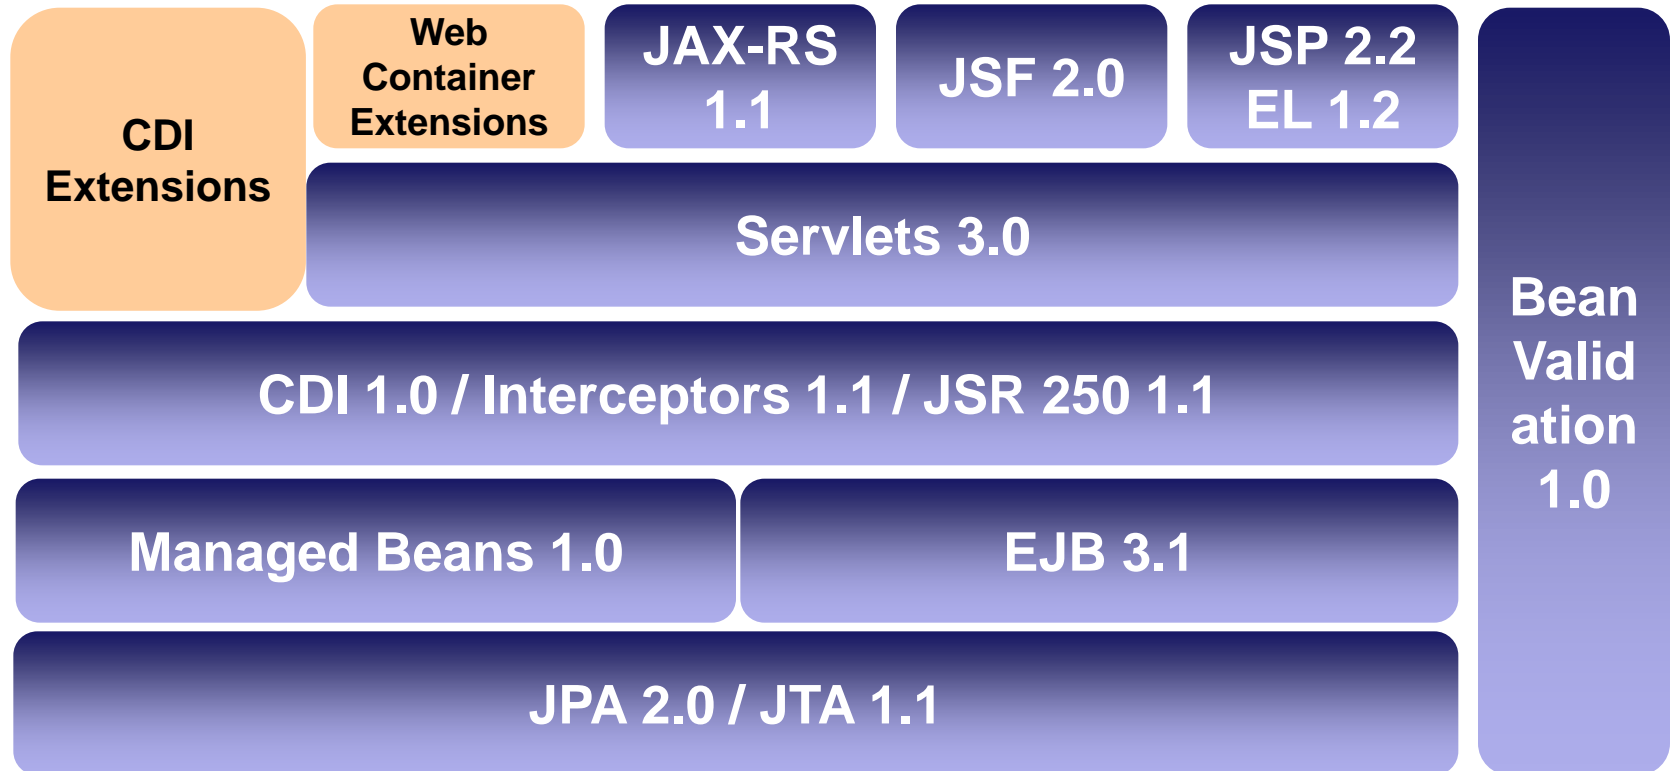 CDI
Extensions
Web
Container
Extensions
JAX-RS
1.1
JSF 2.0
JSP 2.2
EL 1.2
Servlets 3.0
CDI 1.0 / Interceptors 1.1 / JSR 250 1.1
Managed Beans 1.0
EJB 3.1
JPA 2.0 / JTA 1.1
Bean
Valid
ation
1.0